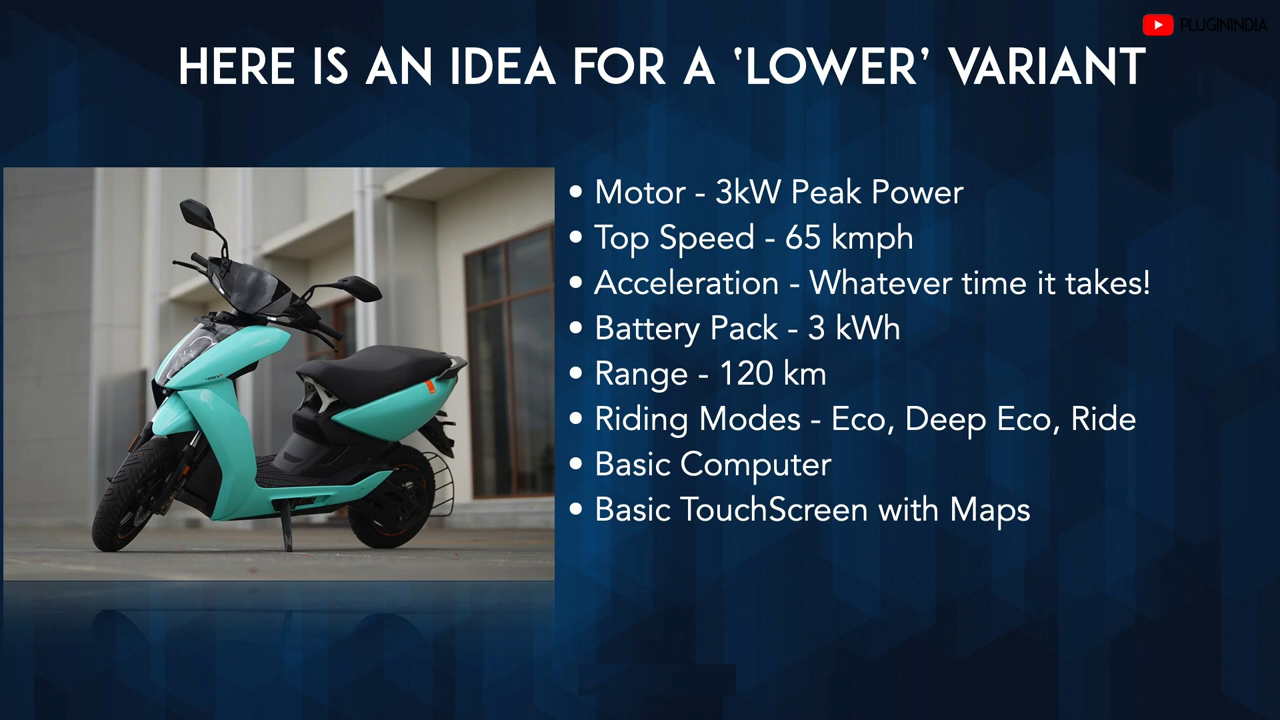 PLUGININDIA
HERE IS AN IDEA FOR A ‘LOWER’ VARIANT
• Motor - 3kW Peak Power
• Top Speed - 65 kmph
• Acceleration - Whatever time it takes!
• Battery Pack - 3 kWh
• Range - 120 km
• Riding Modes - Eco, Deep Eco, Ride
• Basic Computer
• Basic TouchScreen with Maps